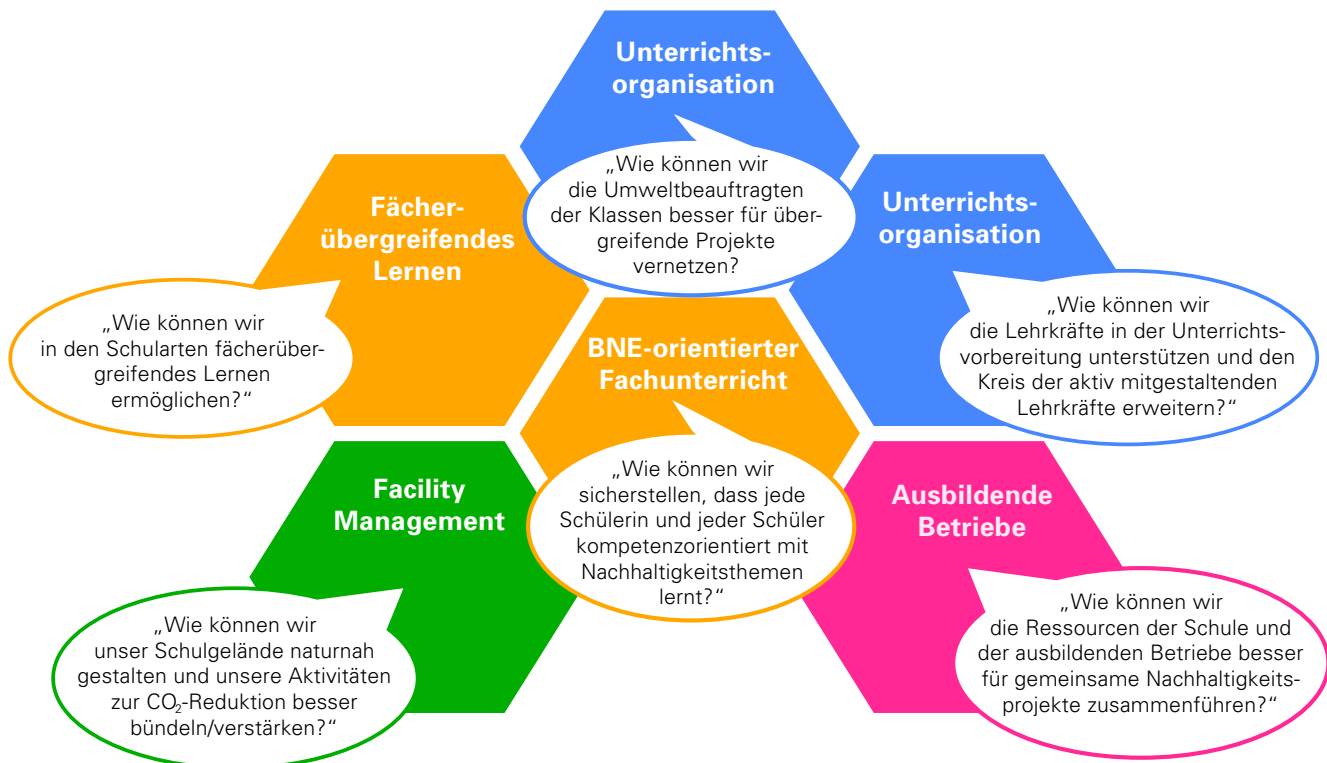 Unterrichts-
organisation
„Wie können wir
die Umweltbeauftragten
der Klassen besser für über-
greifende Projekte
vernetzen?
Fächer-
übergreifendes
Lernen
„Wie können wir
in den Schularten fächerüber-
greifendes Lernen
ermöglichen?“
Unterrichts-
organisation
„Wie können wir
die Lehrkräfte in der Unterrichts-
vorbereitung unterstützen und den
Kreis der aktiv mitgestaltenden
Lehrkräfte erweitern?“
BNE-orientierter
Fachunterricht
„Wie können wir
sicherstellen, dass jede
Schülerin und jeder Schüler
kompetenzorientiert mit
Nachhaltigkeitsthemen
lernt?“
Facility
Management
„Wie können wir
unser Schulgelände naturnah
gestalten und unsere Aktivitäten
zur CO₂-Reduktion besser
bündeln/verstärken?“
Ausbildende
Betriebe
„Wie können wir
die Ressourcen der Schule und
der ausbildenden Betriebe besser
für gemeinsame Nachhaltigkeits-
projekte zusammenführen?“